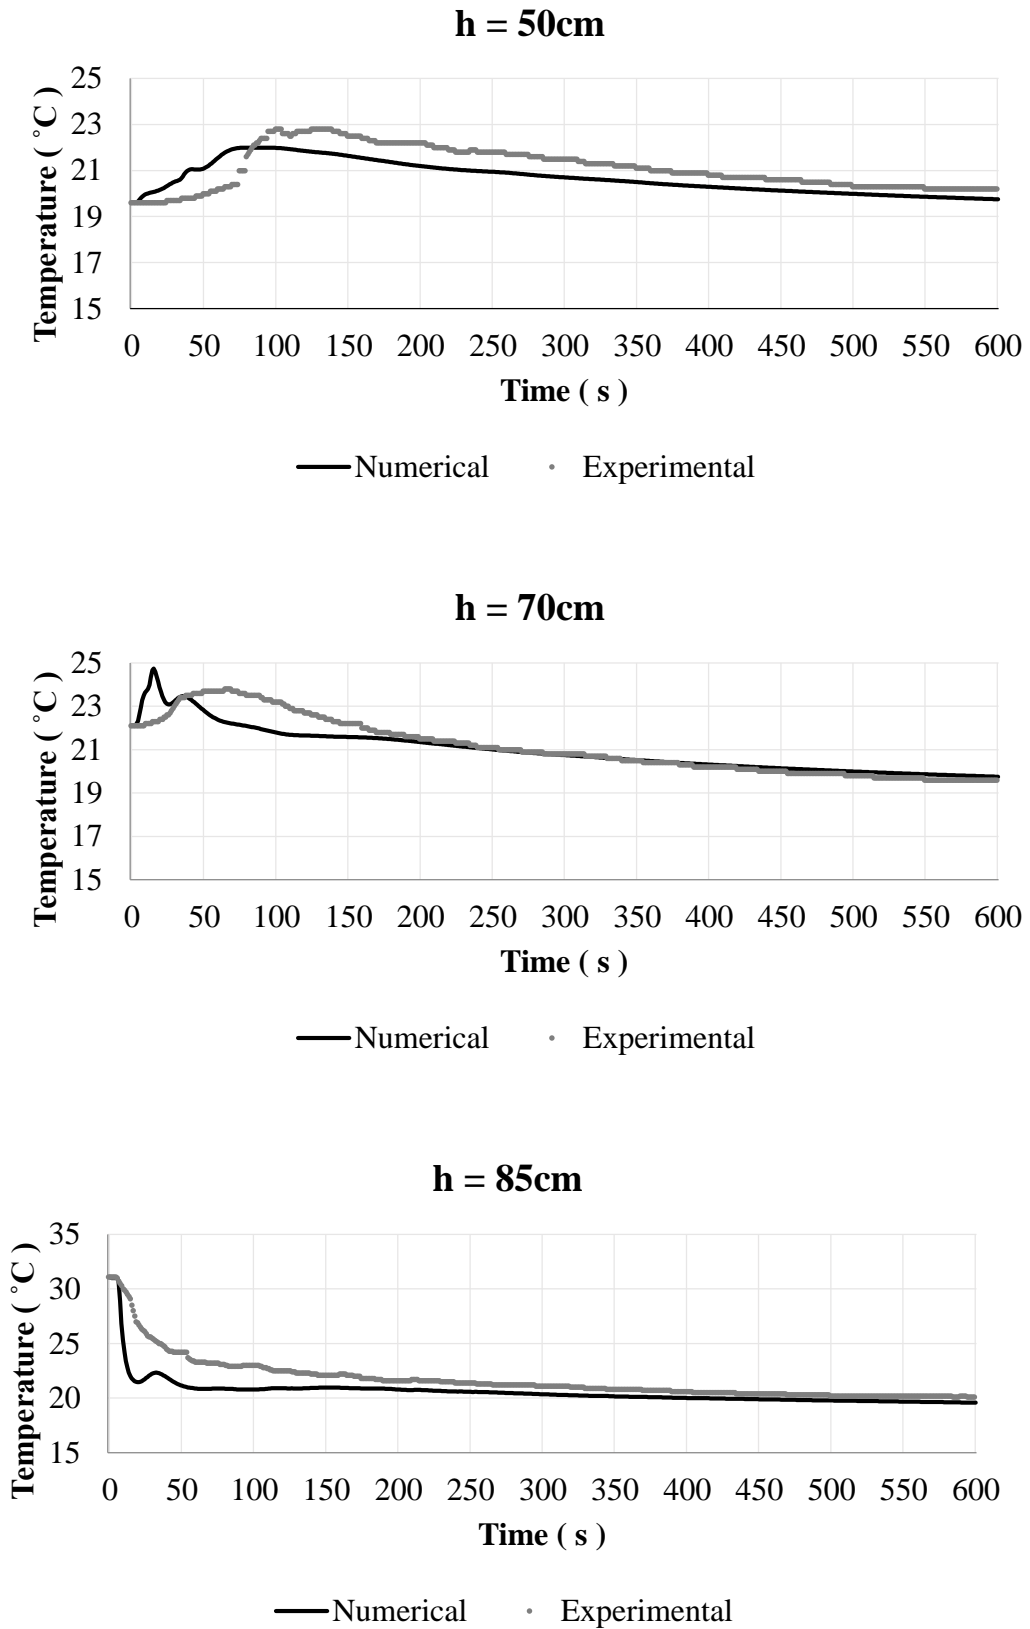 h = 50cm
25
23
21
19
17
15
Temperature ( ˚C )
0 50 100 150 200 250 300 350 400 450 500 550 600
Time ( s )
Numerical Experimental
h = 70cm
25
23
21
19
17
15
Temperature ( ˚C )
0 50 100 150 200 250 300 350 400 450 500 550 600
Time ( s )
Numerical Experimental
h = 85cm
35
30
25
20
15
Temperature ( ˚C )
0 50 100 150 200 250 300 350 400 450 500 550 600
Time ( s )
Numerical Experimental